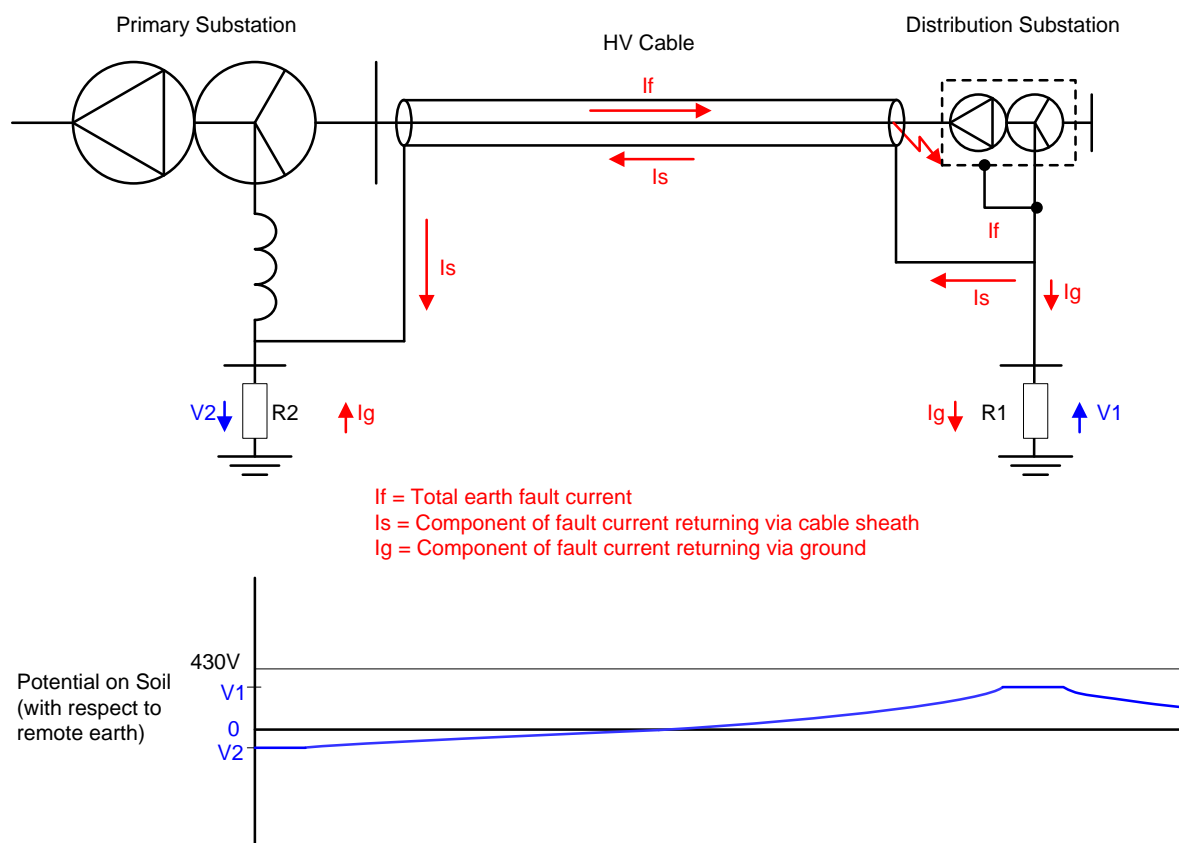 Primary Substation
HV Cable
Distribution Substation
If
Is
If
Is
Is
Ig
V2
R2
Ig
Ig
R1
V1
If = Total earth fault current
Is = Component of fault current returning via cable sheath
Ig = Component of fault current returning via ground
430V
Potential on Soil
(with respect to
remote earth)
V1
0
V2